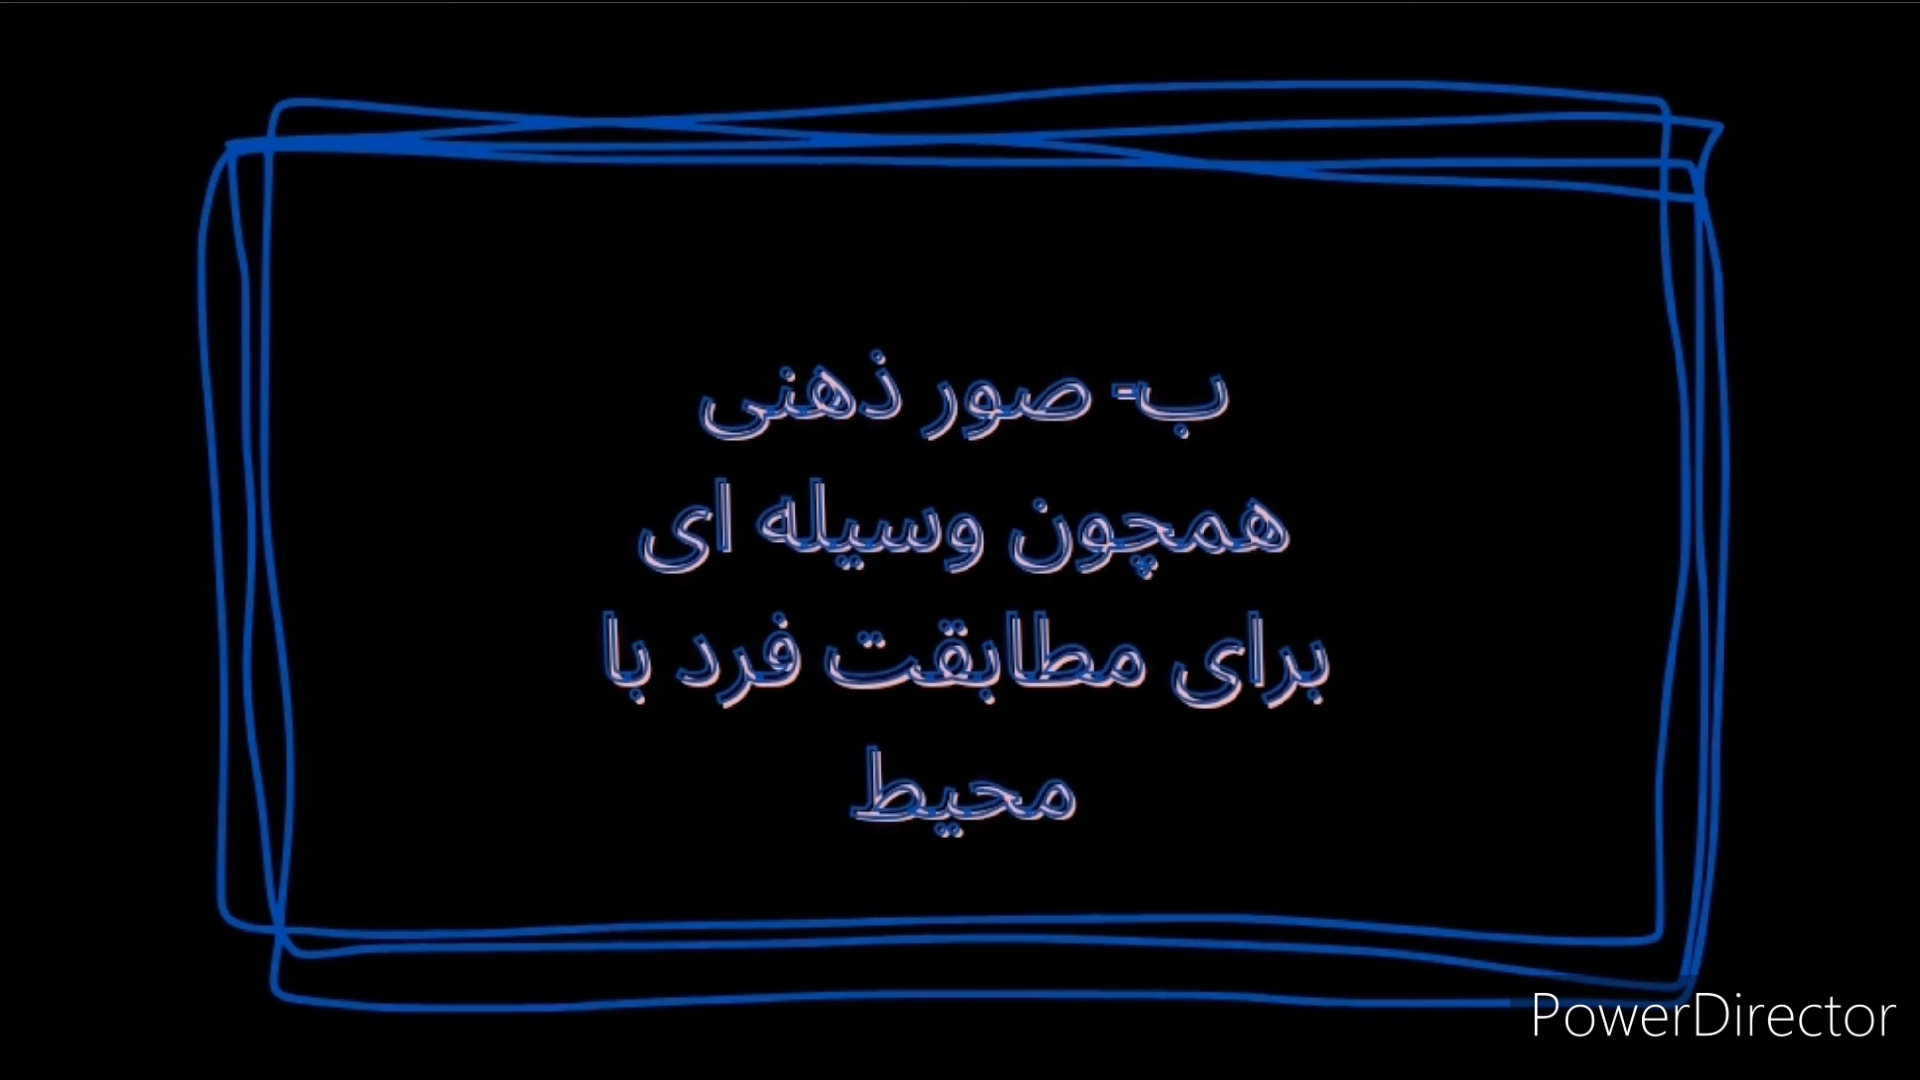 ب- صور ذهنی
همچون وسیله ای
برای مطابقت فرد با
محیط
PowerDirector